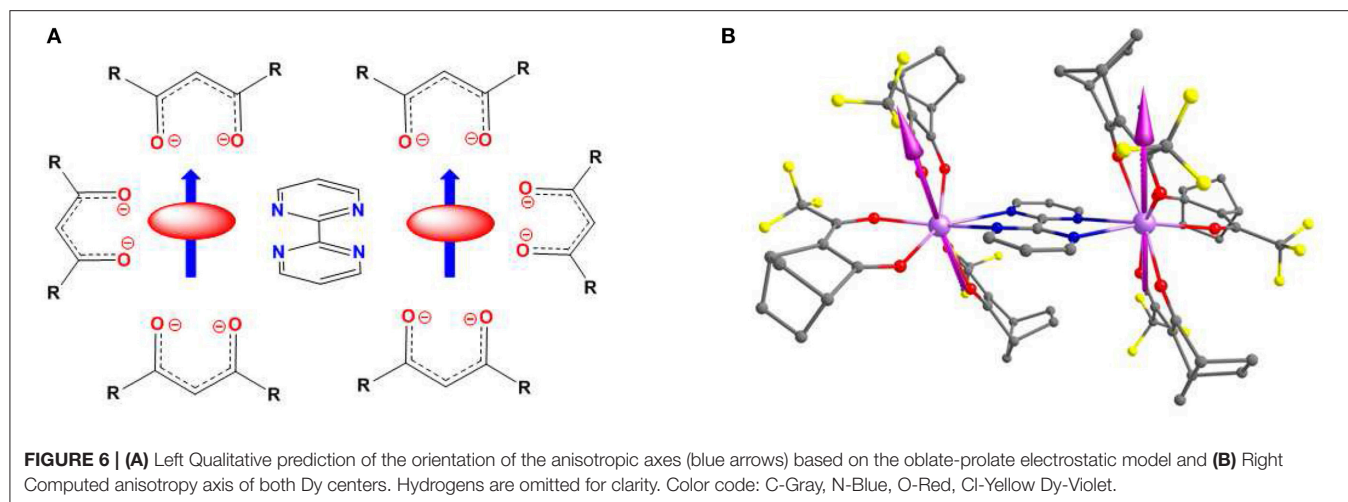 A
B
R R R R
O⊖ ⊖O O⊖ ⊖O
R R
O O
⊖ N N ⊖
⊖ N N ⊖
O O
R R
O⊖ ⊖O O⊖ ⊖O
R R R R
FIGURE 6 | (A) Left Qualitative prediction of the orientation of the anisotropic axes (blue arrows) based on the oblate-prolate electrostatic model and (B) Right
Computed anisotropy axis of both Dy centers. Hydrogens are omitted for clarity. Color code: C-Gray, N-Blue, O-Red, Cl-Yellow Dy-Violet.